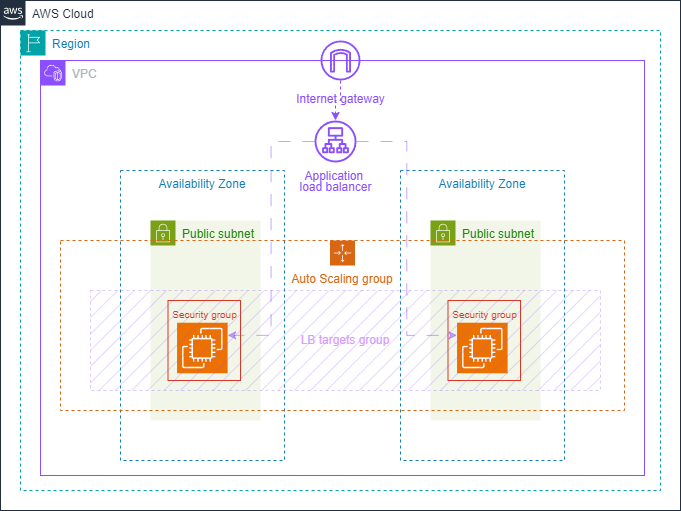 aws
AWS Cloud
Region
VPC
Internet gateway
Application
load balancer
Availability Zone
Availability Zone
Public subnet
Public subnet
Auto Scaling group
Security group
Security group
LB targets group